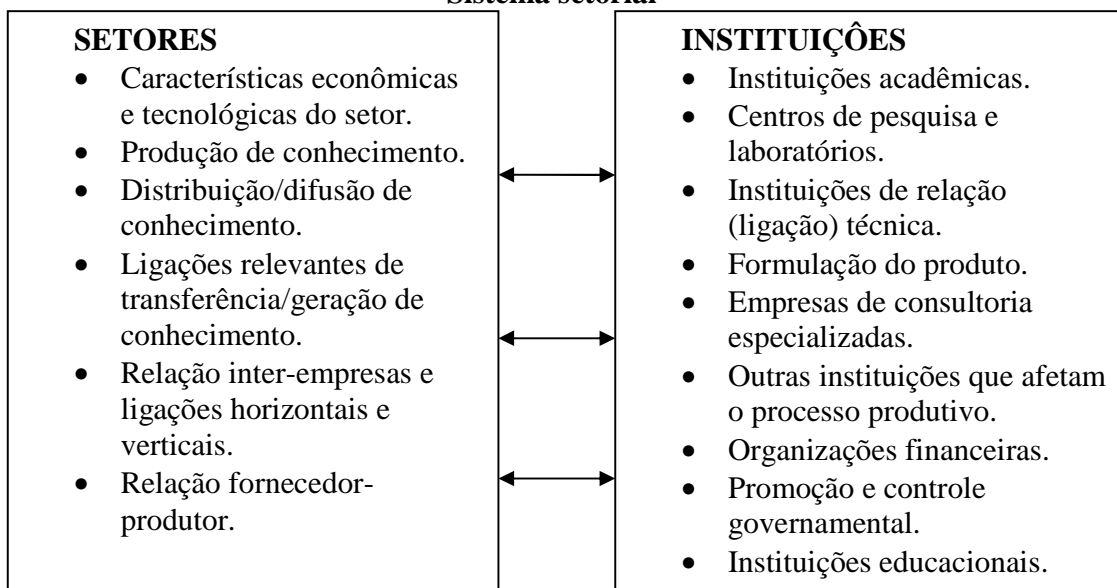 Sistema setorial
SETORES
• Características econômicas
e tecnológicas do setor.
• Produção de conhecimento.
• Distribuição/difusão de
conhecimento.
• Ligações relevantes de
transferência/geração de
conhecimento.
• Relação inter-empresas e
ligações horizontais e
verticais.
• Relação fornecedor-
produtor.
INSTITUIÇÔES
• Instituições acadêmicas.
• Centros de pesquisa e
laboratórios.
• Instituições de relação
(ligação) técnica.
• Formulação do produto.
• Empresas de consultoria
especializadas.
• Outras instituições que afetam
o processo produtivo.
• Organizações financeiras.
• Promoção e controle
governamental.
• Instituições educacionais.